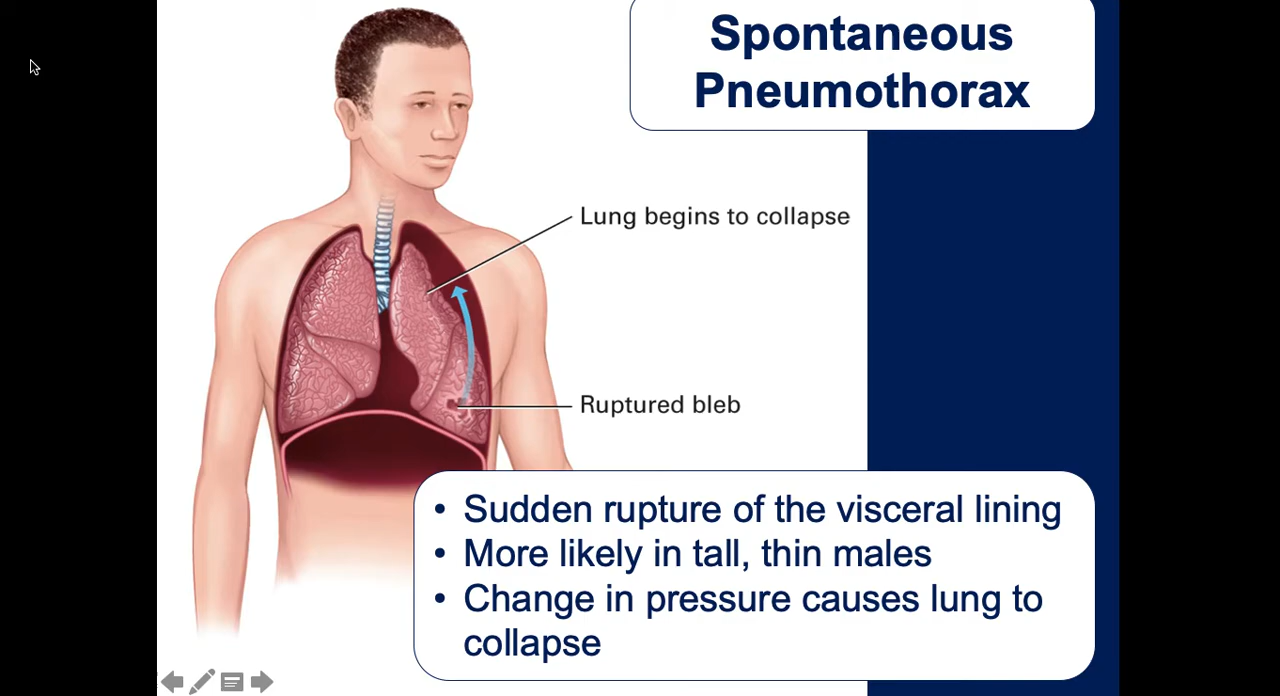 Spontaneous
Pneumothorax
Lung begins to collapse
Ruptured bleb
• Sudden rupture of the visceral lining
• More likely in tall, thin males
• Change in pressure causes lung to
collapse